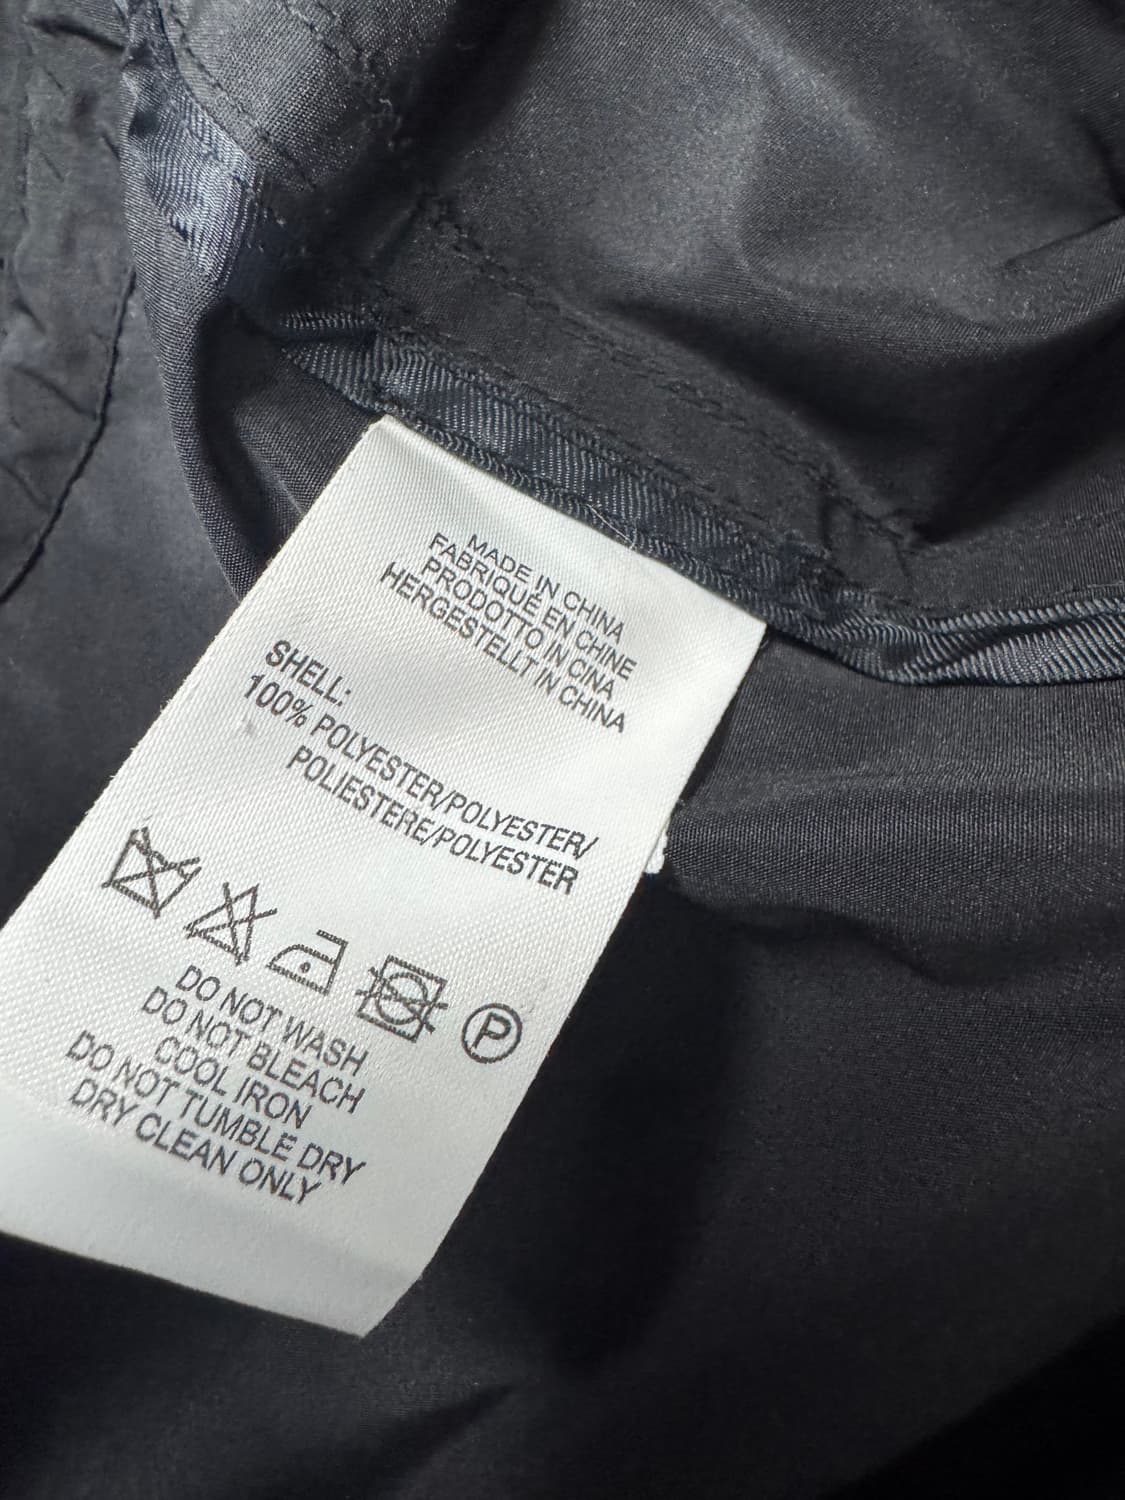 MADE IN CHINA
FABRIQUÉ EN CHINE
PRODOTTO IN CINA
HERGESTELLT IN CHINA
SHELL:
100% POLYESTER/POLYESTER/
POLIESTERE/POLYESTER
P
DO NOT WASH
DO NOT BLEACH
COOL IRON
DO NOT TUMBLE DRY
DRY CLEAN ONLY